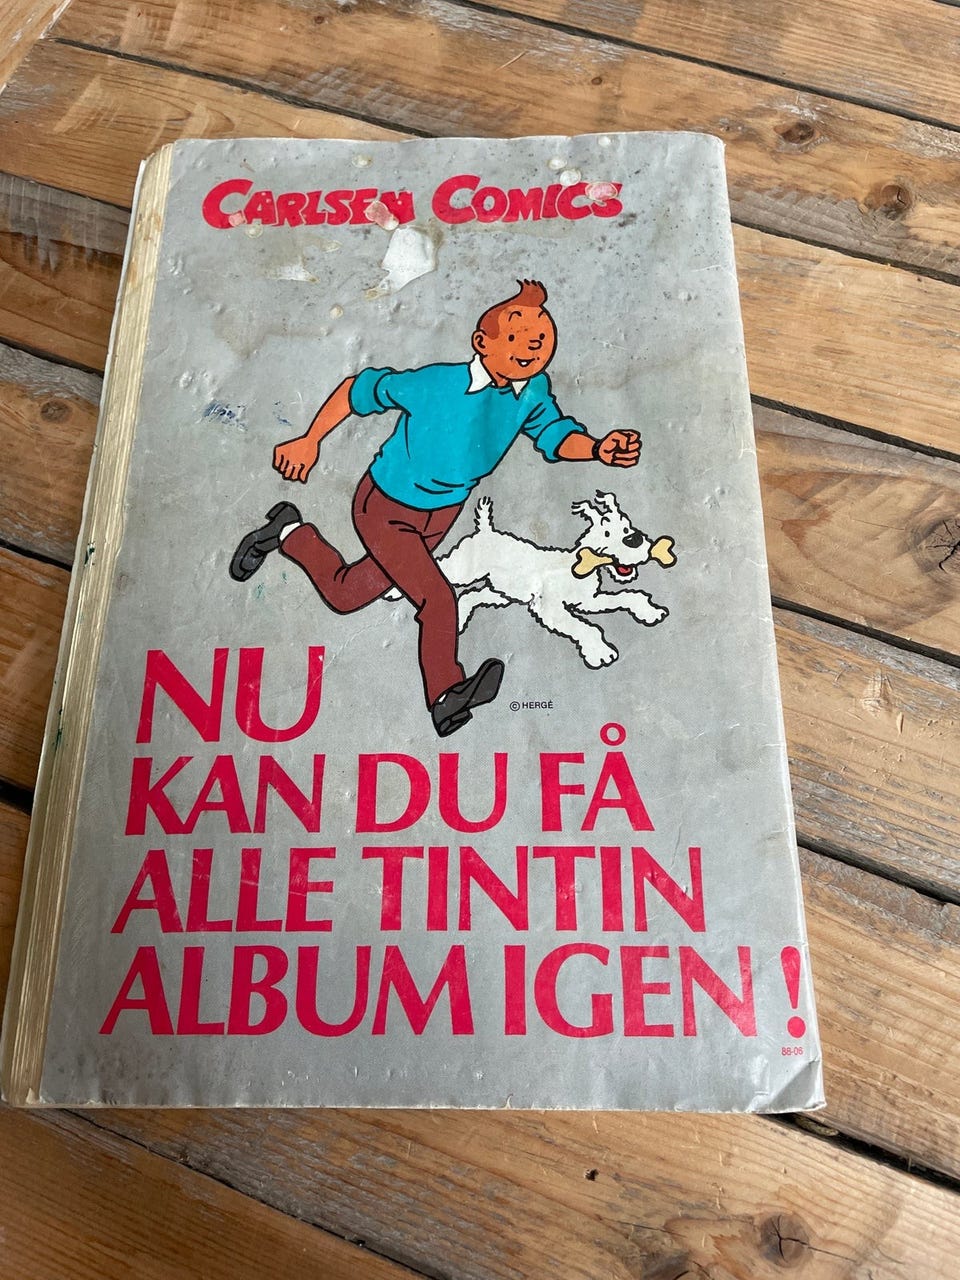 CARLSEN COMICS
© HERGÉ
NU
KAN DU FÅ
ALLE TINTIN
ALBUM IGEN!
88-06